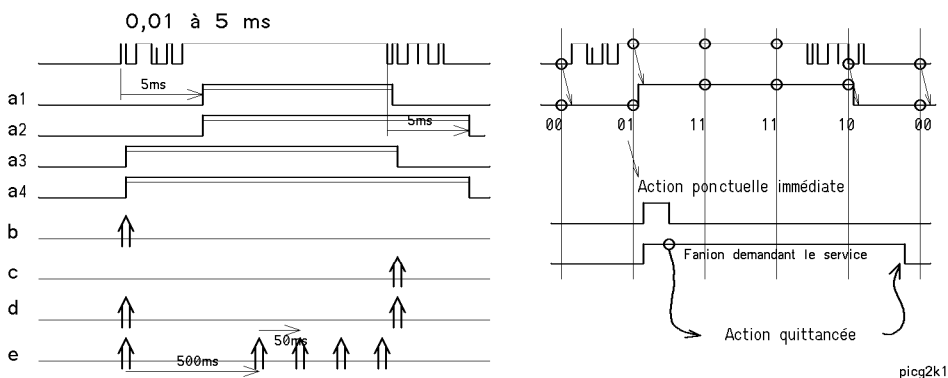 0,01 à 5 ms
5ms
a1
a2
5ms
a3
a4
b
c
d
50ms
e
500ms
00 01 11 11 10 00
Action ponctuelle immédiate
Fanion demandant le service
Action quittancée
picg2k1